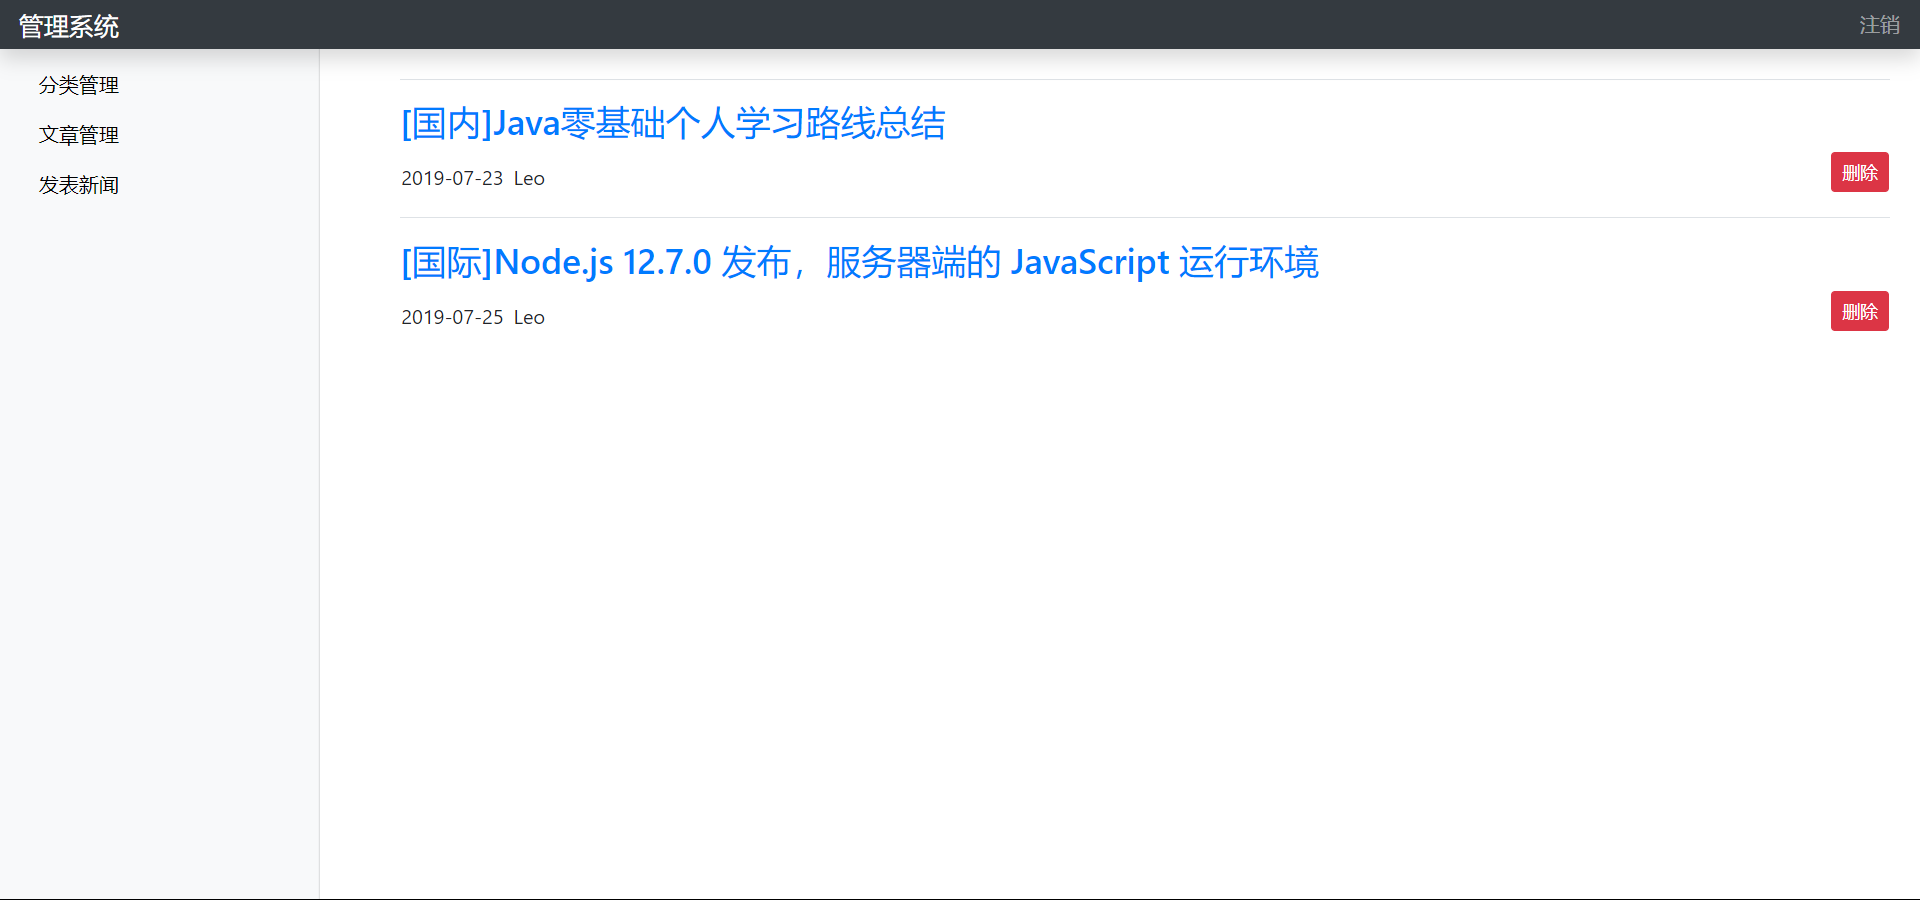 管理系统
注销
分类管理
文章管理
发表新闻
[国内]Java零基础个人学习路线总结
2019-07-23 Leo
删除
[国际]Node.js 12.7.0 发布，服务器端的 JavaScript 运行环境
2019-07-25 Leo
删除